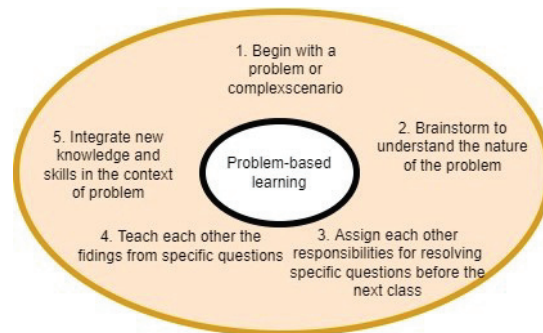 1. Begin with a
problem or
complexscenario
2. Brainstorm to
understand the nature
of the problem
3. Assign each other
responsibilities for resolving
specific questions before the
next class
4. Teach each other the
fidings from specific questions
5. Integrate new
knowledge and
skills in the context
of problem
Problem-based
learning